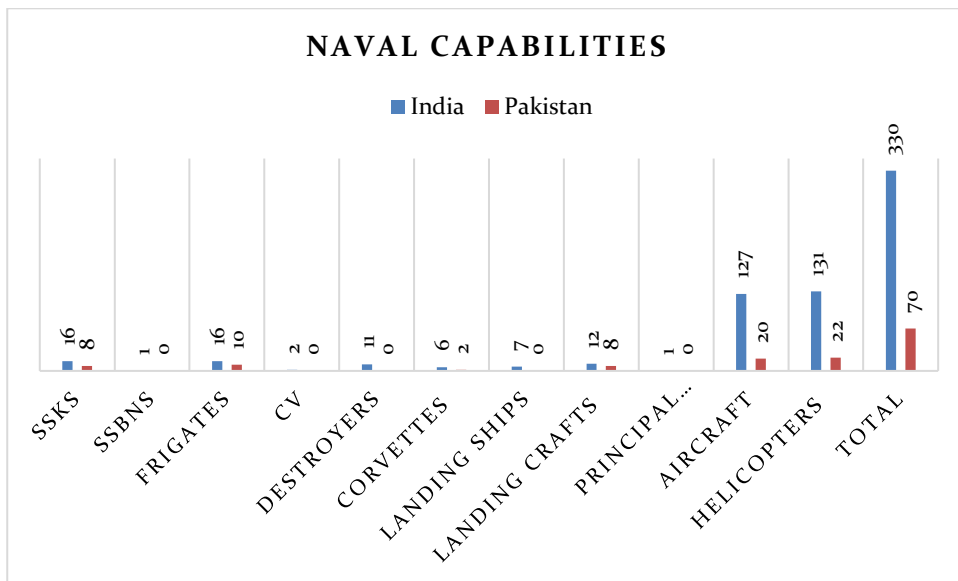 NAVAL CAPABILITIES
India Pakistan
16 8 1 0 16 10 2 0 11 0 6 2 7 0 12 8 1 0 127 20 131 22 330 70
SSKS
SSBNS
FRIGATES
CV
DESTROYERS
CORVETTES
LANDING SHIPS
LANDING CRAFTS
PRINCIPAL...
AIRCRAFT
HELICOPTERS
TOTAL